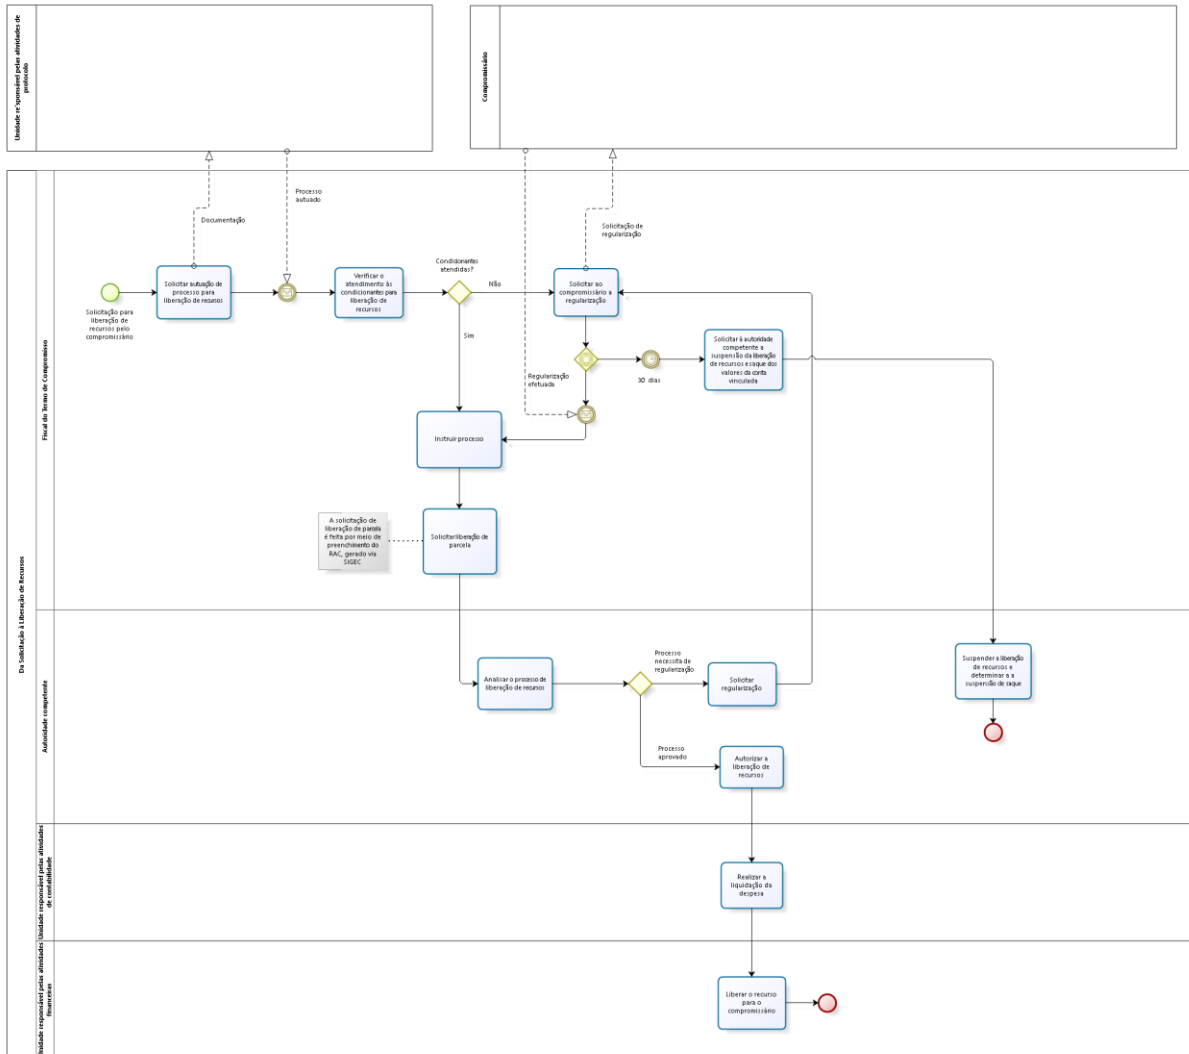 Unidade responsável pelas atividades de
protocolo
Compromissário
Processo
autuado
Documentação
Solicitação de
regularização
Condicionantes
atendidas?
Solicitar autuação de
processo para
liberação de recursos
Verificar o
atendimento às
condicionantes para
liberação de
recursos
Não
Solicitar ao
compromissário a
regularização
Solicitação para
liberação de
recursos pelo
compromissário
Sim
Solicitar à autoridade
competente a
suspensão da liberação
de recursos e saque dos
valores da conta
vinculada
Regularização
efetuada
30 dias
Fiscal do Termo de Compromisso
Instruir processo
A solicitação de
liberação de parcela
é feita por meio de
preenchimento do
RAC, gerado via
SIGEC
Solicitar liberação de
parcela
Da Solicitação à Liberação de Recursos
Autoridade competente
Analisar o processo de
liberação de recursos
Processo
necessita de
regularização
Solicitar
regularização
Suspender a liberação
de recursos e
determinar a a
suspensão de saque
Processo
aprovado
Autorizar a
liberação de
recursos
Unidade responsável pelas atividades
de contabilidade
Realizar a
liquidação da
despesa
Unidade responsável pelas atividades
financeiras
Liberar o recurso
para o
compromissário